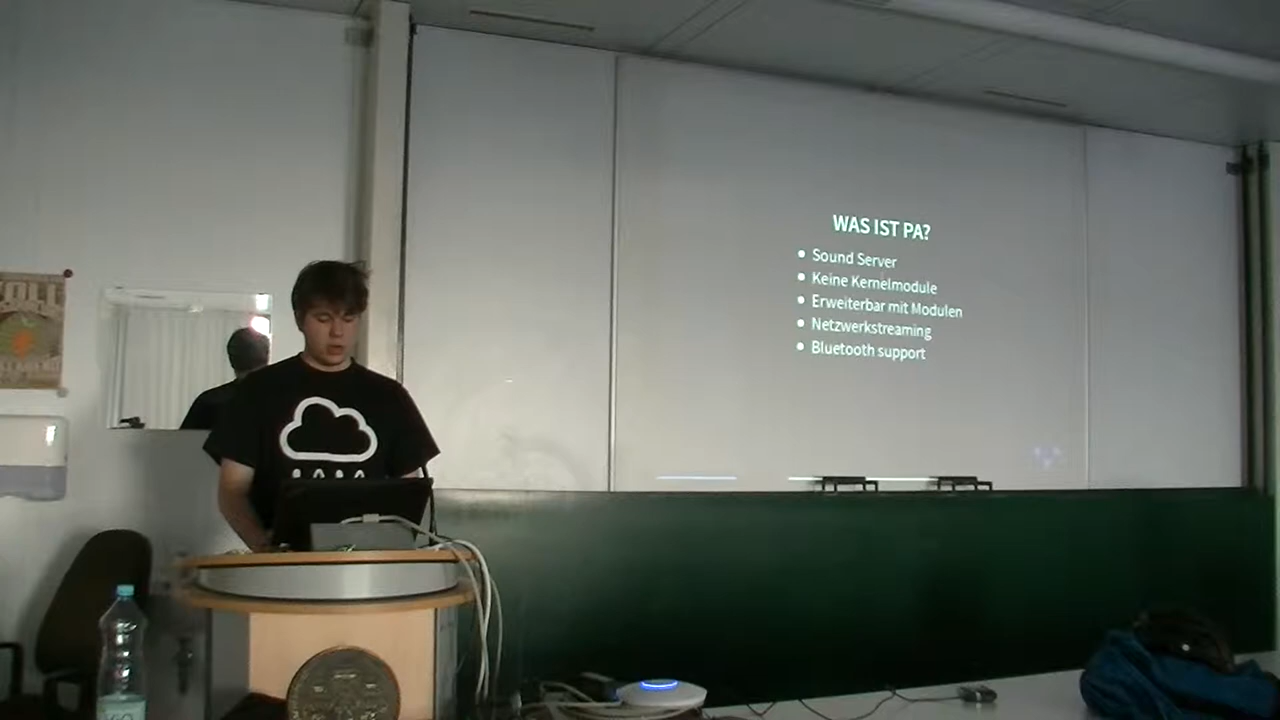 WAS IST PA?
Sound Server
Keine Kernelmodule
Erweiterbar mit Modulen
Netzwerkstreaming
Bluetooth support